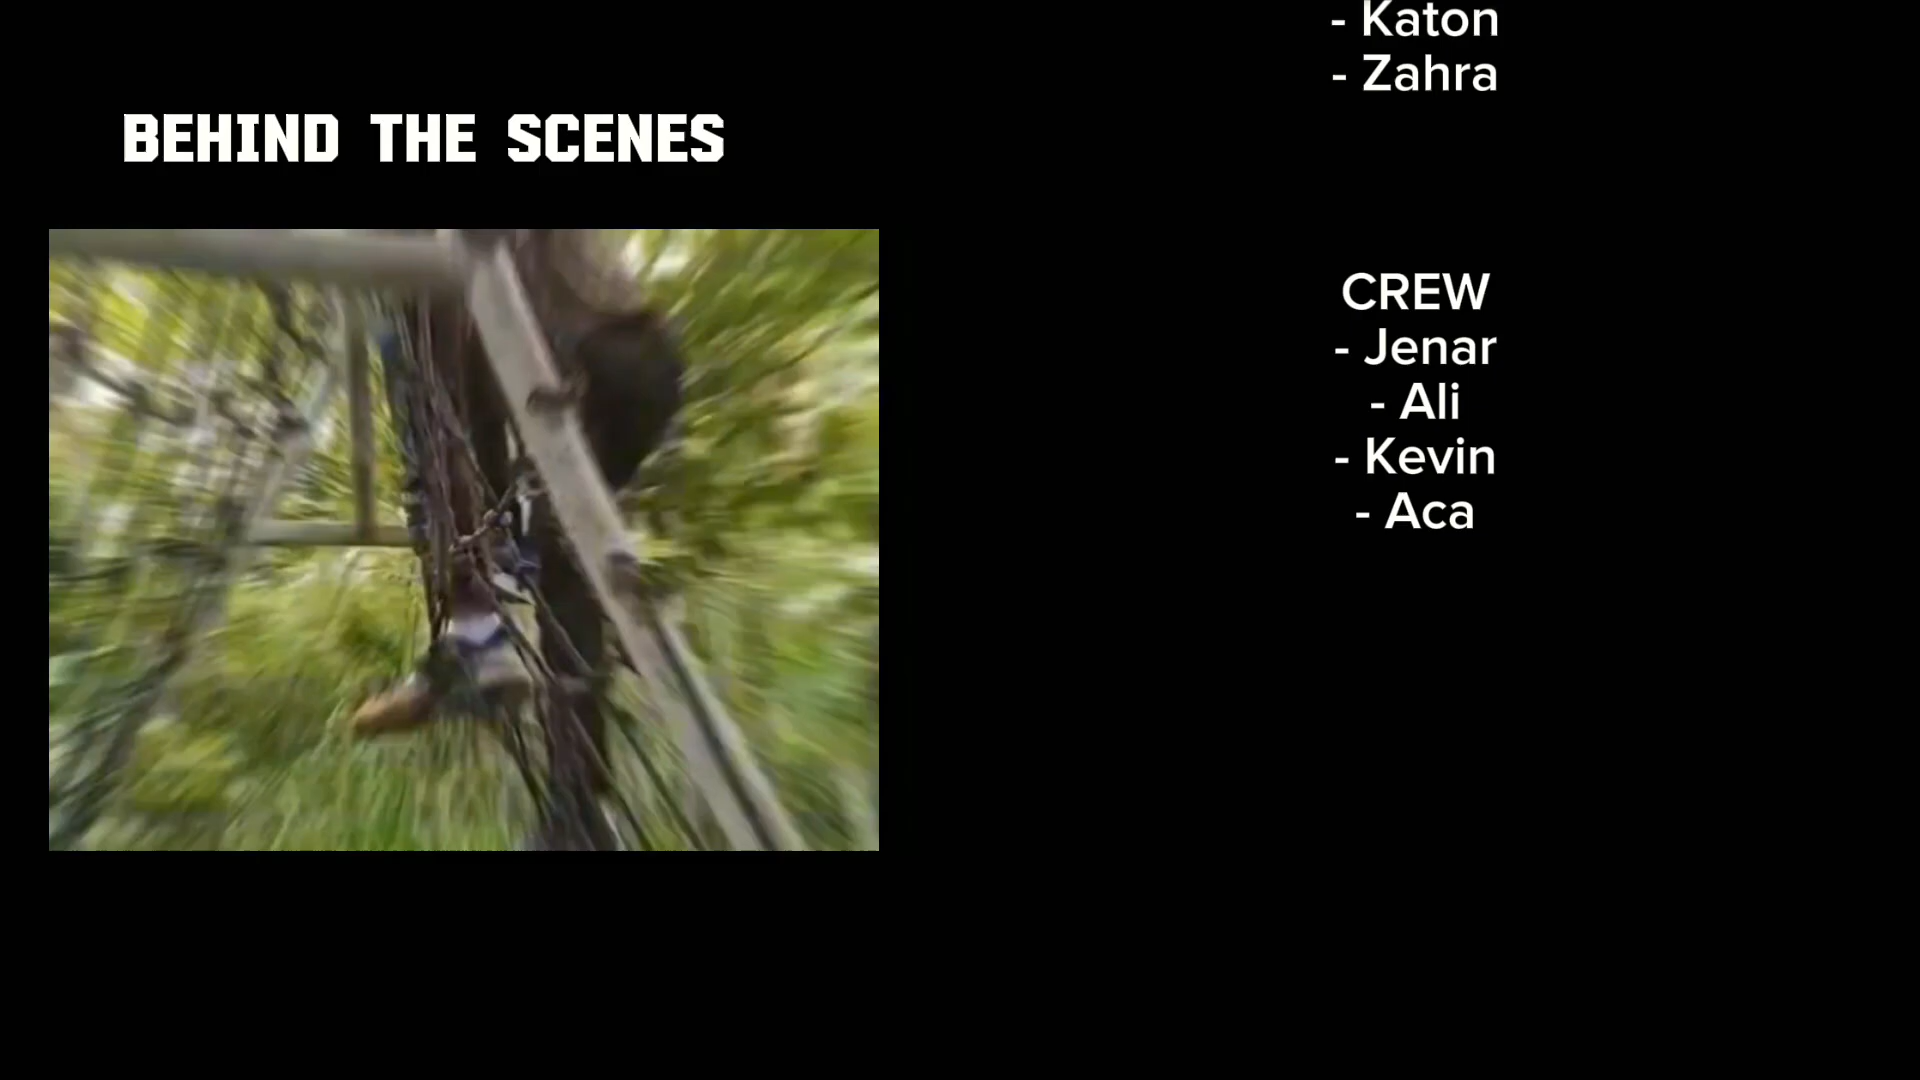 - Katon
- Zahra
BEHIND THE SCENES
CREW
- Jenar
- Ali
- Kevin
- Aca